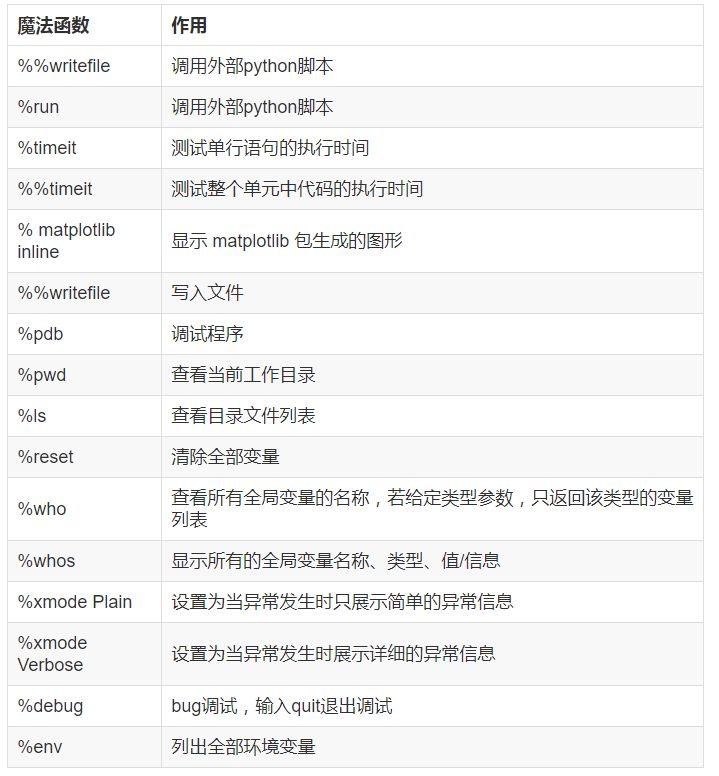 魔法函数 作用
%%writefile 调用外部python脚本
%run 调用外部python脚本
%timeit 测试单行语句的执行时间
%%timeit 测试整个单元中代码的执行时间
% matplotlib
inline
显示 matplotlib 包生成的图形
%%writefile 写入文件
%pdb 调试程序
%pwd 查看当前工作目录
%ls 查看目录文件列表
%reset 清除全部变量
%who
查看所有全局变量的名称，若给定类型参数，只返回该类型的变量
列表
%whos 显示所有的全局变量名称、类型、值/信息
%xmode Plain 设置为当异常发生时只展示简单的异常信息
%xmode
Verbose
设置为当异常发生时展示详细的异常信息
%debug bug调试，输入quit退出调试
%env 列出全部环境变量